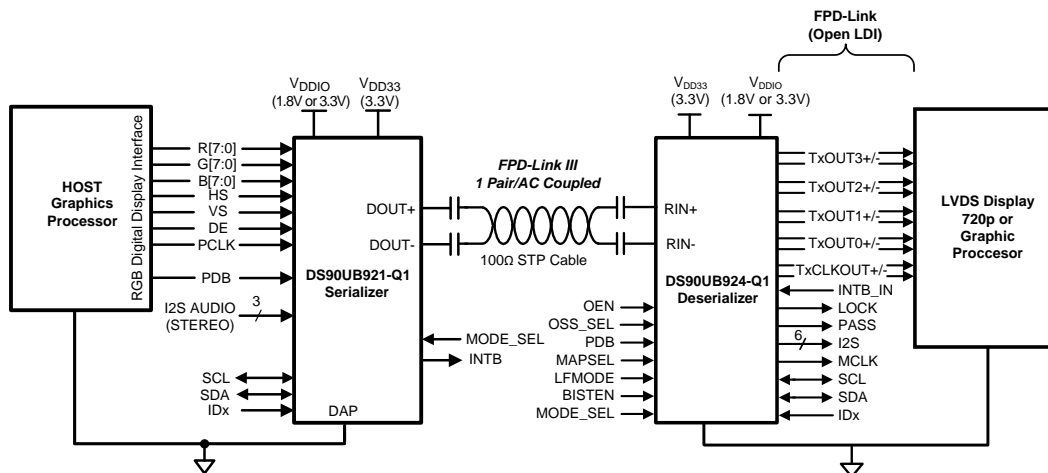 FPD-Link
(Open LDI)
VDDIO
(1.8V or 3.3V)
VDD33
(3.3V)
VDD33
(3.3V)
VDDIO
(1.8V or 3.3V)
HOST
Graphics
Processor
RGB Digital Display Interface
R[7:0]
G[7:0]
B[7:0]
HS
VS
DE
PCLK
PDB
I2S AUDIO
(STEREO)
3
SCL
SDA
IDx
DOUT+
DOUT-
DS90UB921-Q1
Serializer
DAP
MODE_SEL
INTB
FPD-Link III
1 Pair/AC Coupled
100Ω STP Cable
RIN+
RIN-
DS90UB924-Q1
Deserializer
OEN
OSS_SEL
PDB
MAPSEL
LFMODE
BISTEN
MODE_SEL
TxOUT3+/-
TxOUT2+/-
TxOUT1+/-
TxOUT0+/-
TxCLKOUT+/-
INTB_IN
LOCK
PASS
6
I2S
MCLK
SCL
SDA
IDx
LVDS Display
720p or
Graphic
Proccesor